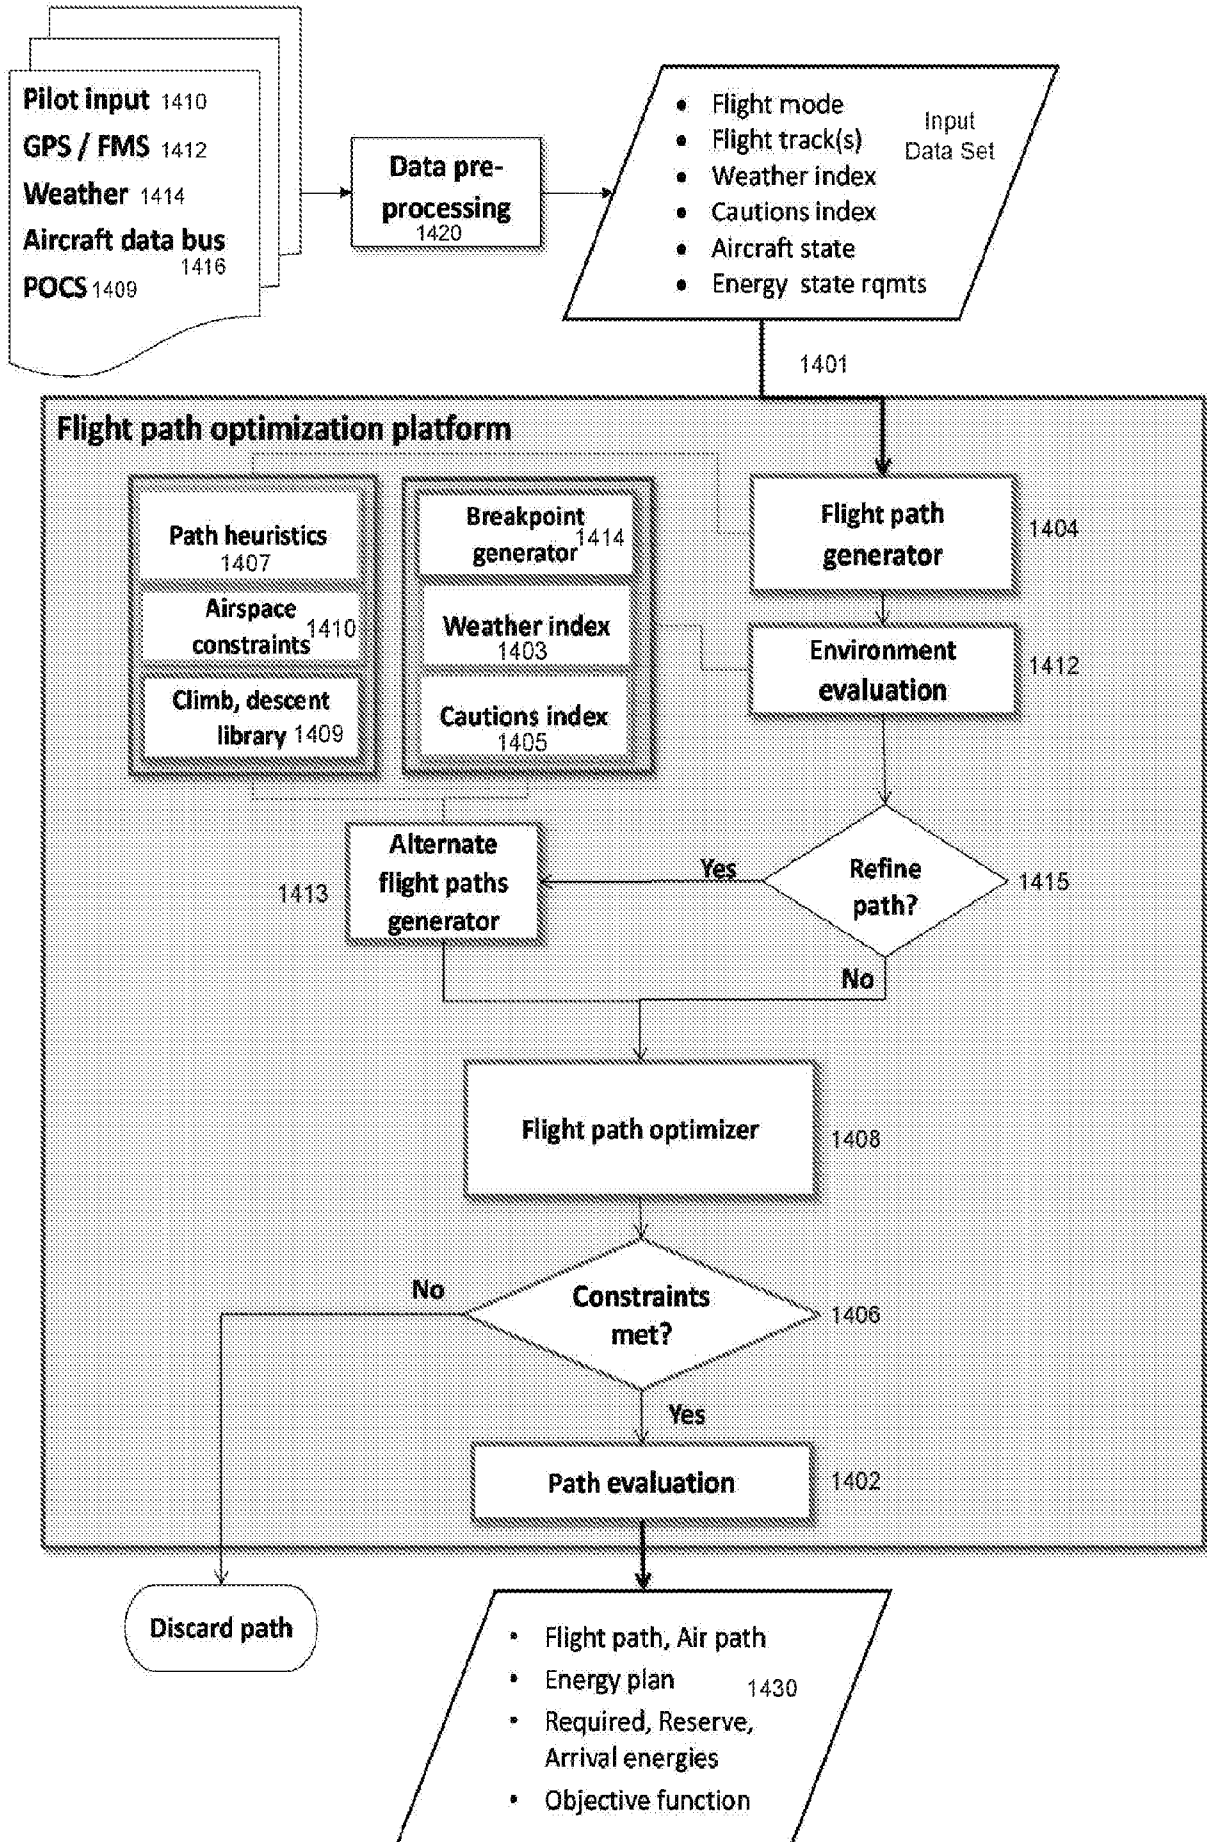 Pilot input 1410
GPS / FMS 1412
Weather 1414
Aircraft data bus
1416
POCS 1409
Data pre-
processing
1420
• Flight mode
• Flight track(s)
• Weather index
• Cautions index
• Aircraft state
• Energy state rqmts
Input
Data Set
1401
Flight path optimization platform
Path heuristics
1407
Airspace
constraints 1410
Climb, descent
library 1409
Breakpoint
generator 1414
Weather index
1403
Cautions index
1405
Flight path
generator
1404
Environment
evaluation
1412
Alternate
flight paths
generator
1413
Yes
Refine
path?
1415
No
Flight path optimizer
1408
No
Constraints
met?
1406
Yes
Path evaluation
1402
Discard path
• Flight path, Air path
• Energy plan
1430
• Required, Reserve,
Arrival energies
• Objective function